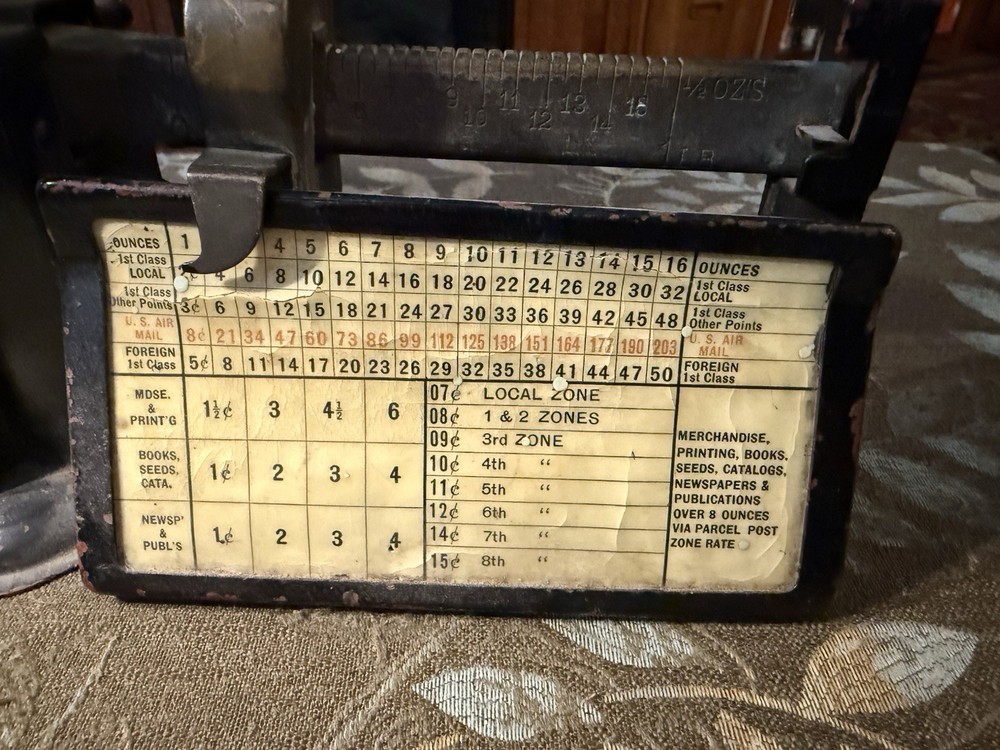 9 11 13 15 ½ OZ'S
10 12 14 1 LB
OUNCES 1 4 5 6 7 8 9 10 11 12 13 14 15 16 OUNCES
1st Class LOCAL ¢ 4 6 8 10 12 14 16 18 20 22 24 26 28 30 32 1st Class LOCAL
1st Class Other Points 3¢ 6 9 12 15 18 21 24 27 30 33 36 39 42 45 48 1st Class Other Points
U.S. AIR MAIL 8¢ 21 34 47 60 73 86 99 112 125 138 151 164 177 190 203 U.S. AIR MAIL
FOREIGN 1st Class 5¢ 8 11 14 17 20 23 26 29 32 35 38 41 44 47 50 FOREIGN 1st Class
MDSE. & PRINT'G 1½¢ 3 4½ 6
BOOKS, SEEDS, CATA. 1¢ 2 3 4
NEWSP' & PUBL'S 1¢ 2 3 4
07¢ LOCAL ZONE
08¢ 1 & 2 ZONES
09¢ 3rd ZONE
10¢ 4th "
11¢ 5th "
12¢ 6th "
14¢ 7th "
15¢ 8th "
MERCHANDISE,
PRINTING, BOOKS,
SEEDS, CATALOGS,
NEWSPAPERS &
PUBLICATIONS
OVER 8 OUNCES
VIA PARCEL POST
ZONE RATE